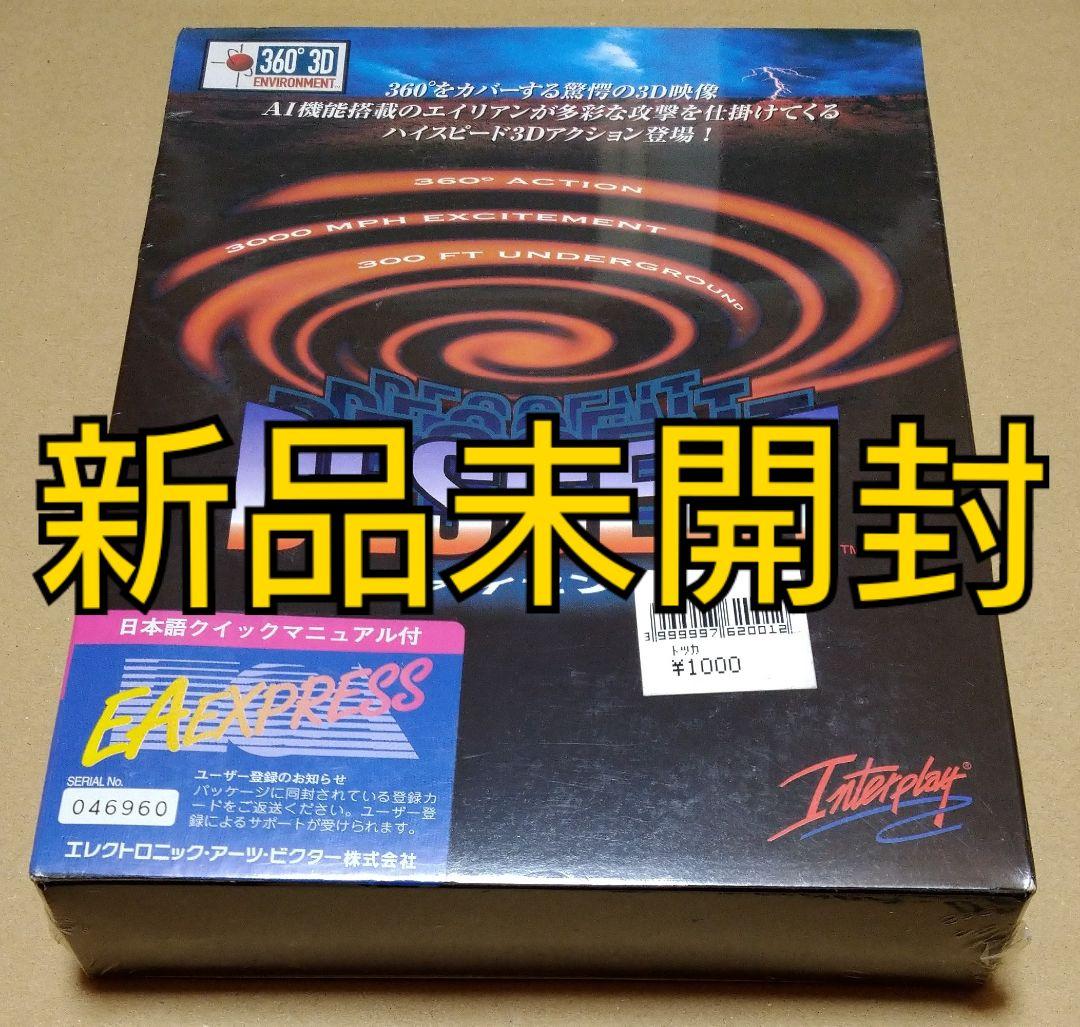 360° 3D
ENVIRONMENT
360°をカバーする驚愕の3D映像
AI機能搭載のエイリアンが多彩な攻撃を仕掛けてくる
ハイスピード3Dアクション登場！
360° ACTION
3000 MPH EXCITEMENT
300 FT UNDERGROUND
新品未開封
TM
3 999997 620012
トツカ
¥1000
日本語クイックマニュアル付
EA EXPRESS
SERIAL No.
046960
ユーザー登録のお知らせ
パッケージに同封されている登録カ
ードをご返送ください。ユーザー登
録によるサポートが受けられます。
エレクトロニック・アーツ・ビクター株式会社
Interplay®